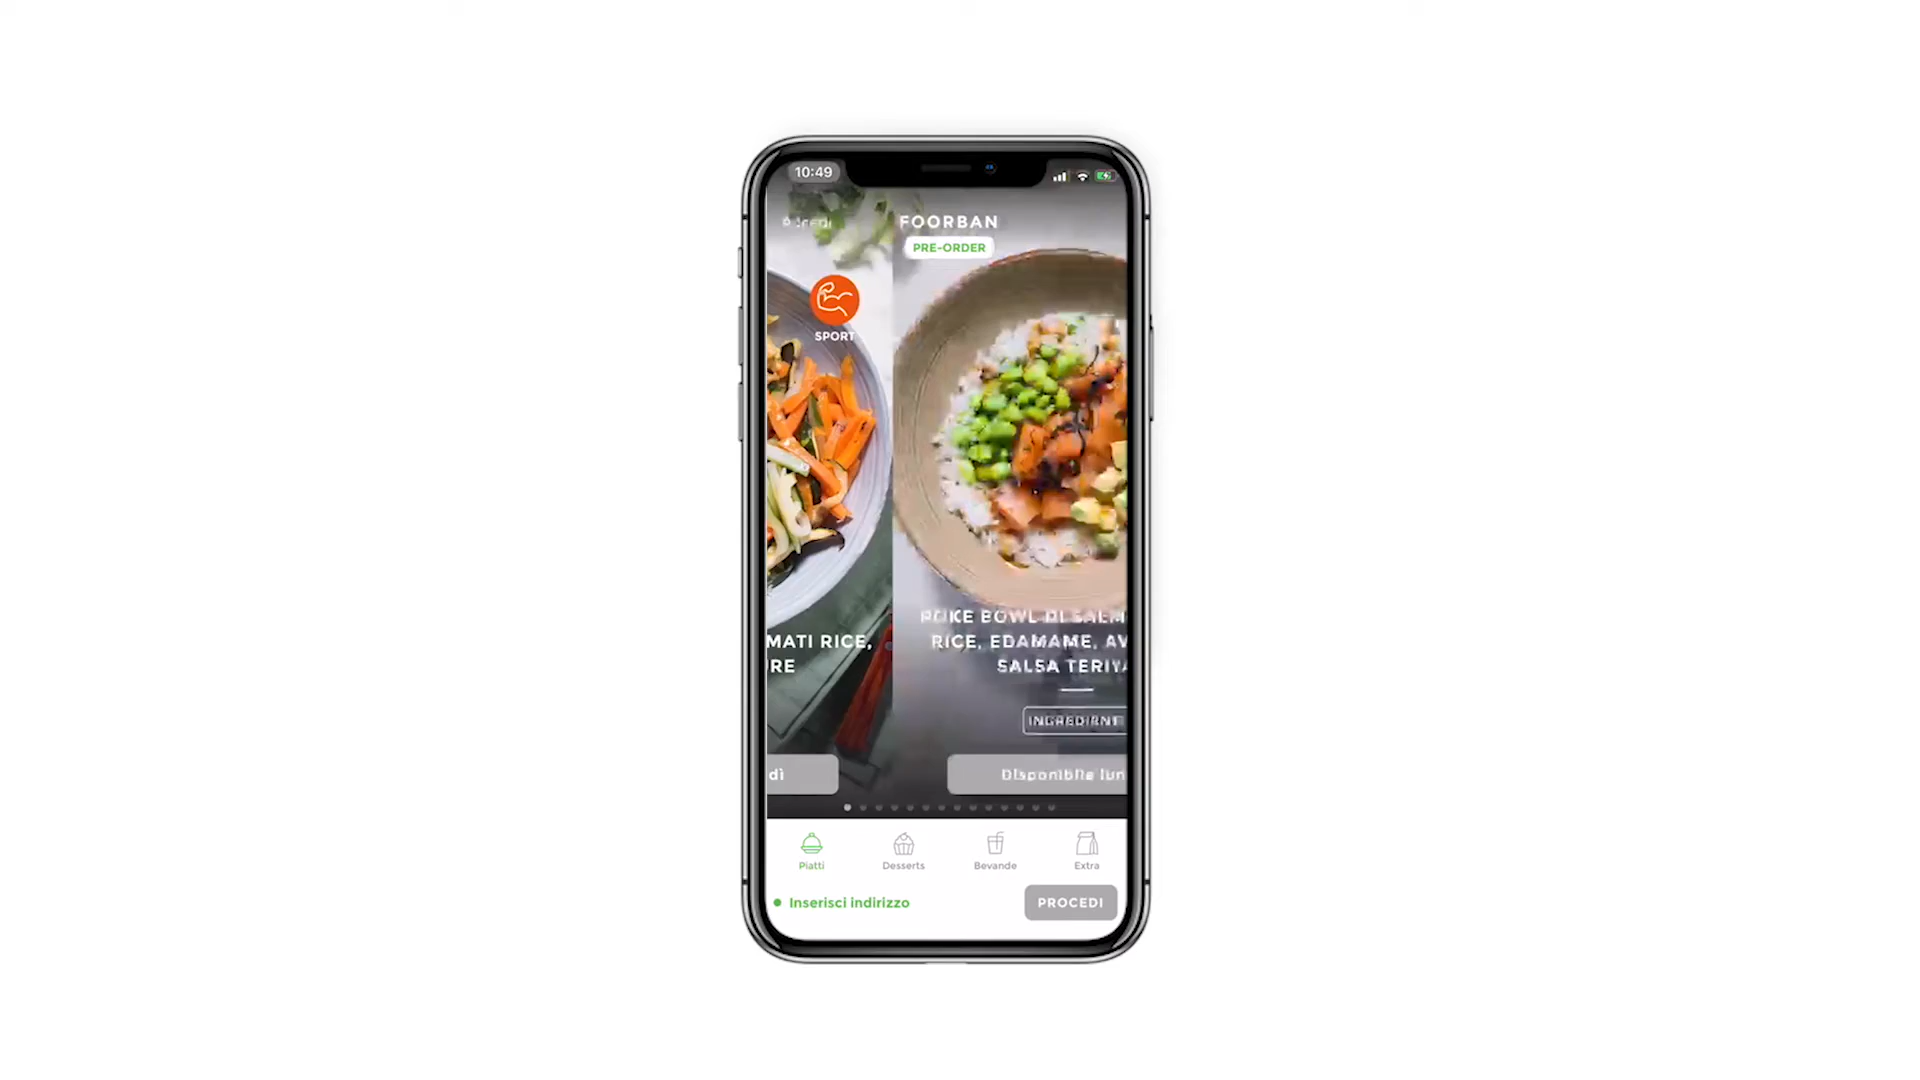 10:49
Accedi
FOORBAN
PRE-ORDER
SPORT
MATI RICE,
RE
POKE BOWL DI SALM
RICE, EDAMAME, AV
SALSA TERIYA
INGREDIENT
dì
Disponibile lun
Piatti
Desserts
Bevande
Extra
Inserisci indirizzo
PROCEDI